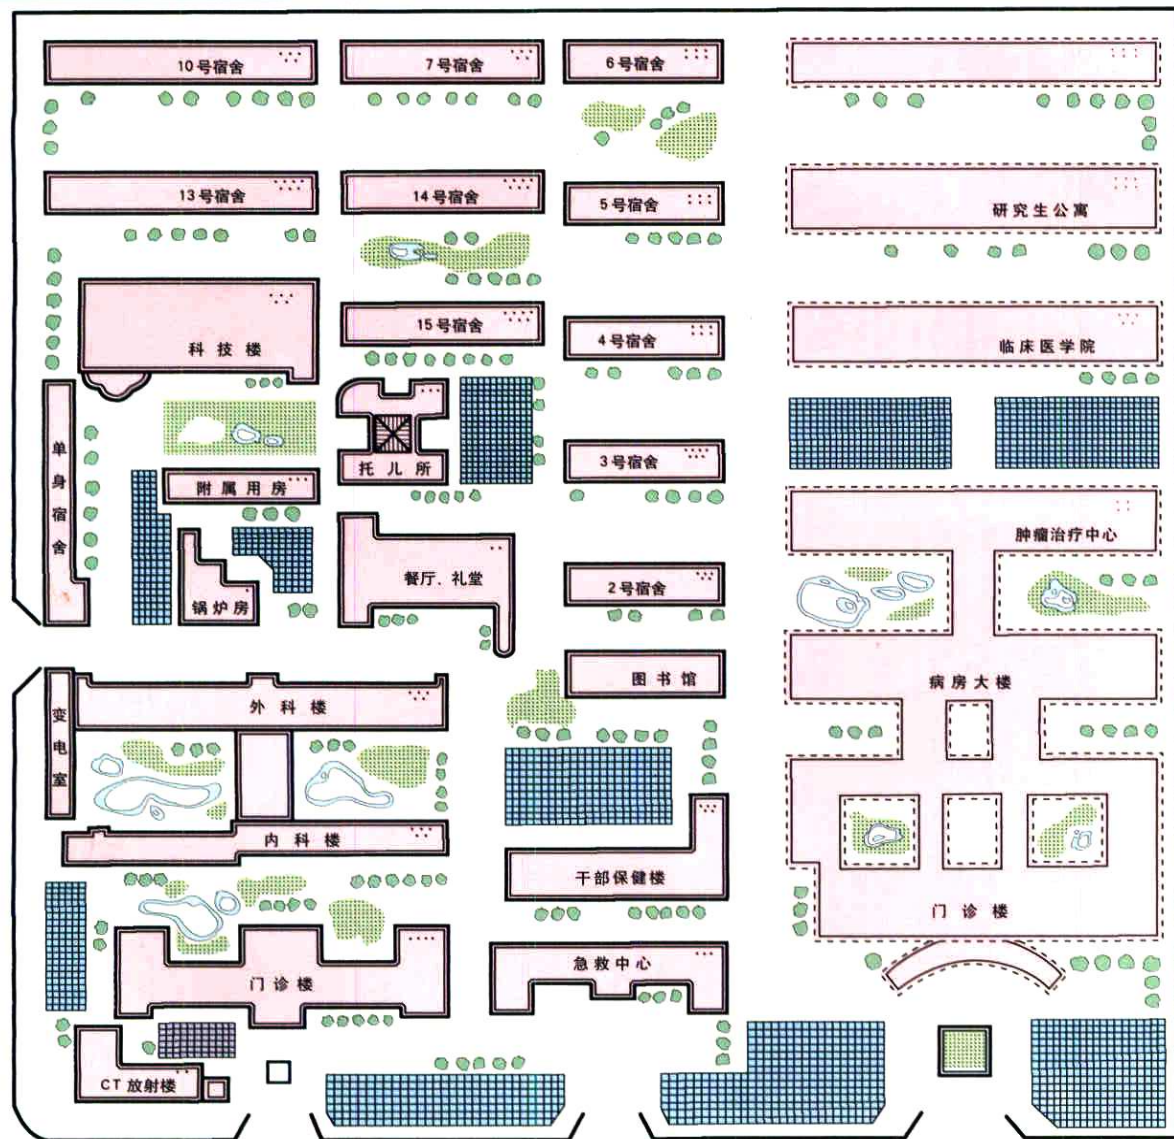 10号宿舍
7号宿舍
6号宿舍
13号宿舍
14号宿舍
5号宿舍
研究生公寓
科技楼
15号宿舍
4号宿舍
临床医学院
单身宿舍
托儿所
3号宿舍
附属用房
肿瘤治疗中心
餐厅、礼堂
2号宿舍
锅炉房
图书馆
病房大楼
变电室
外科楼
内科楼
干部保健楼
门诊楼
急救中心
门诊楼
CT放射楼